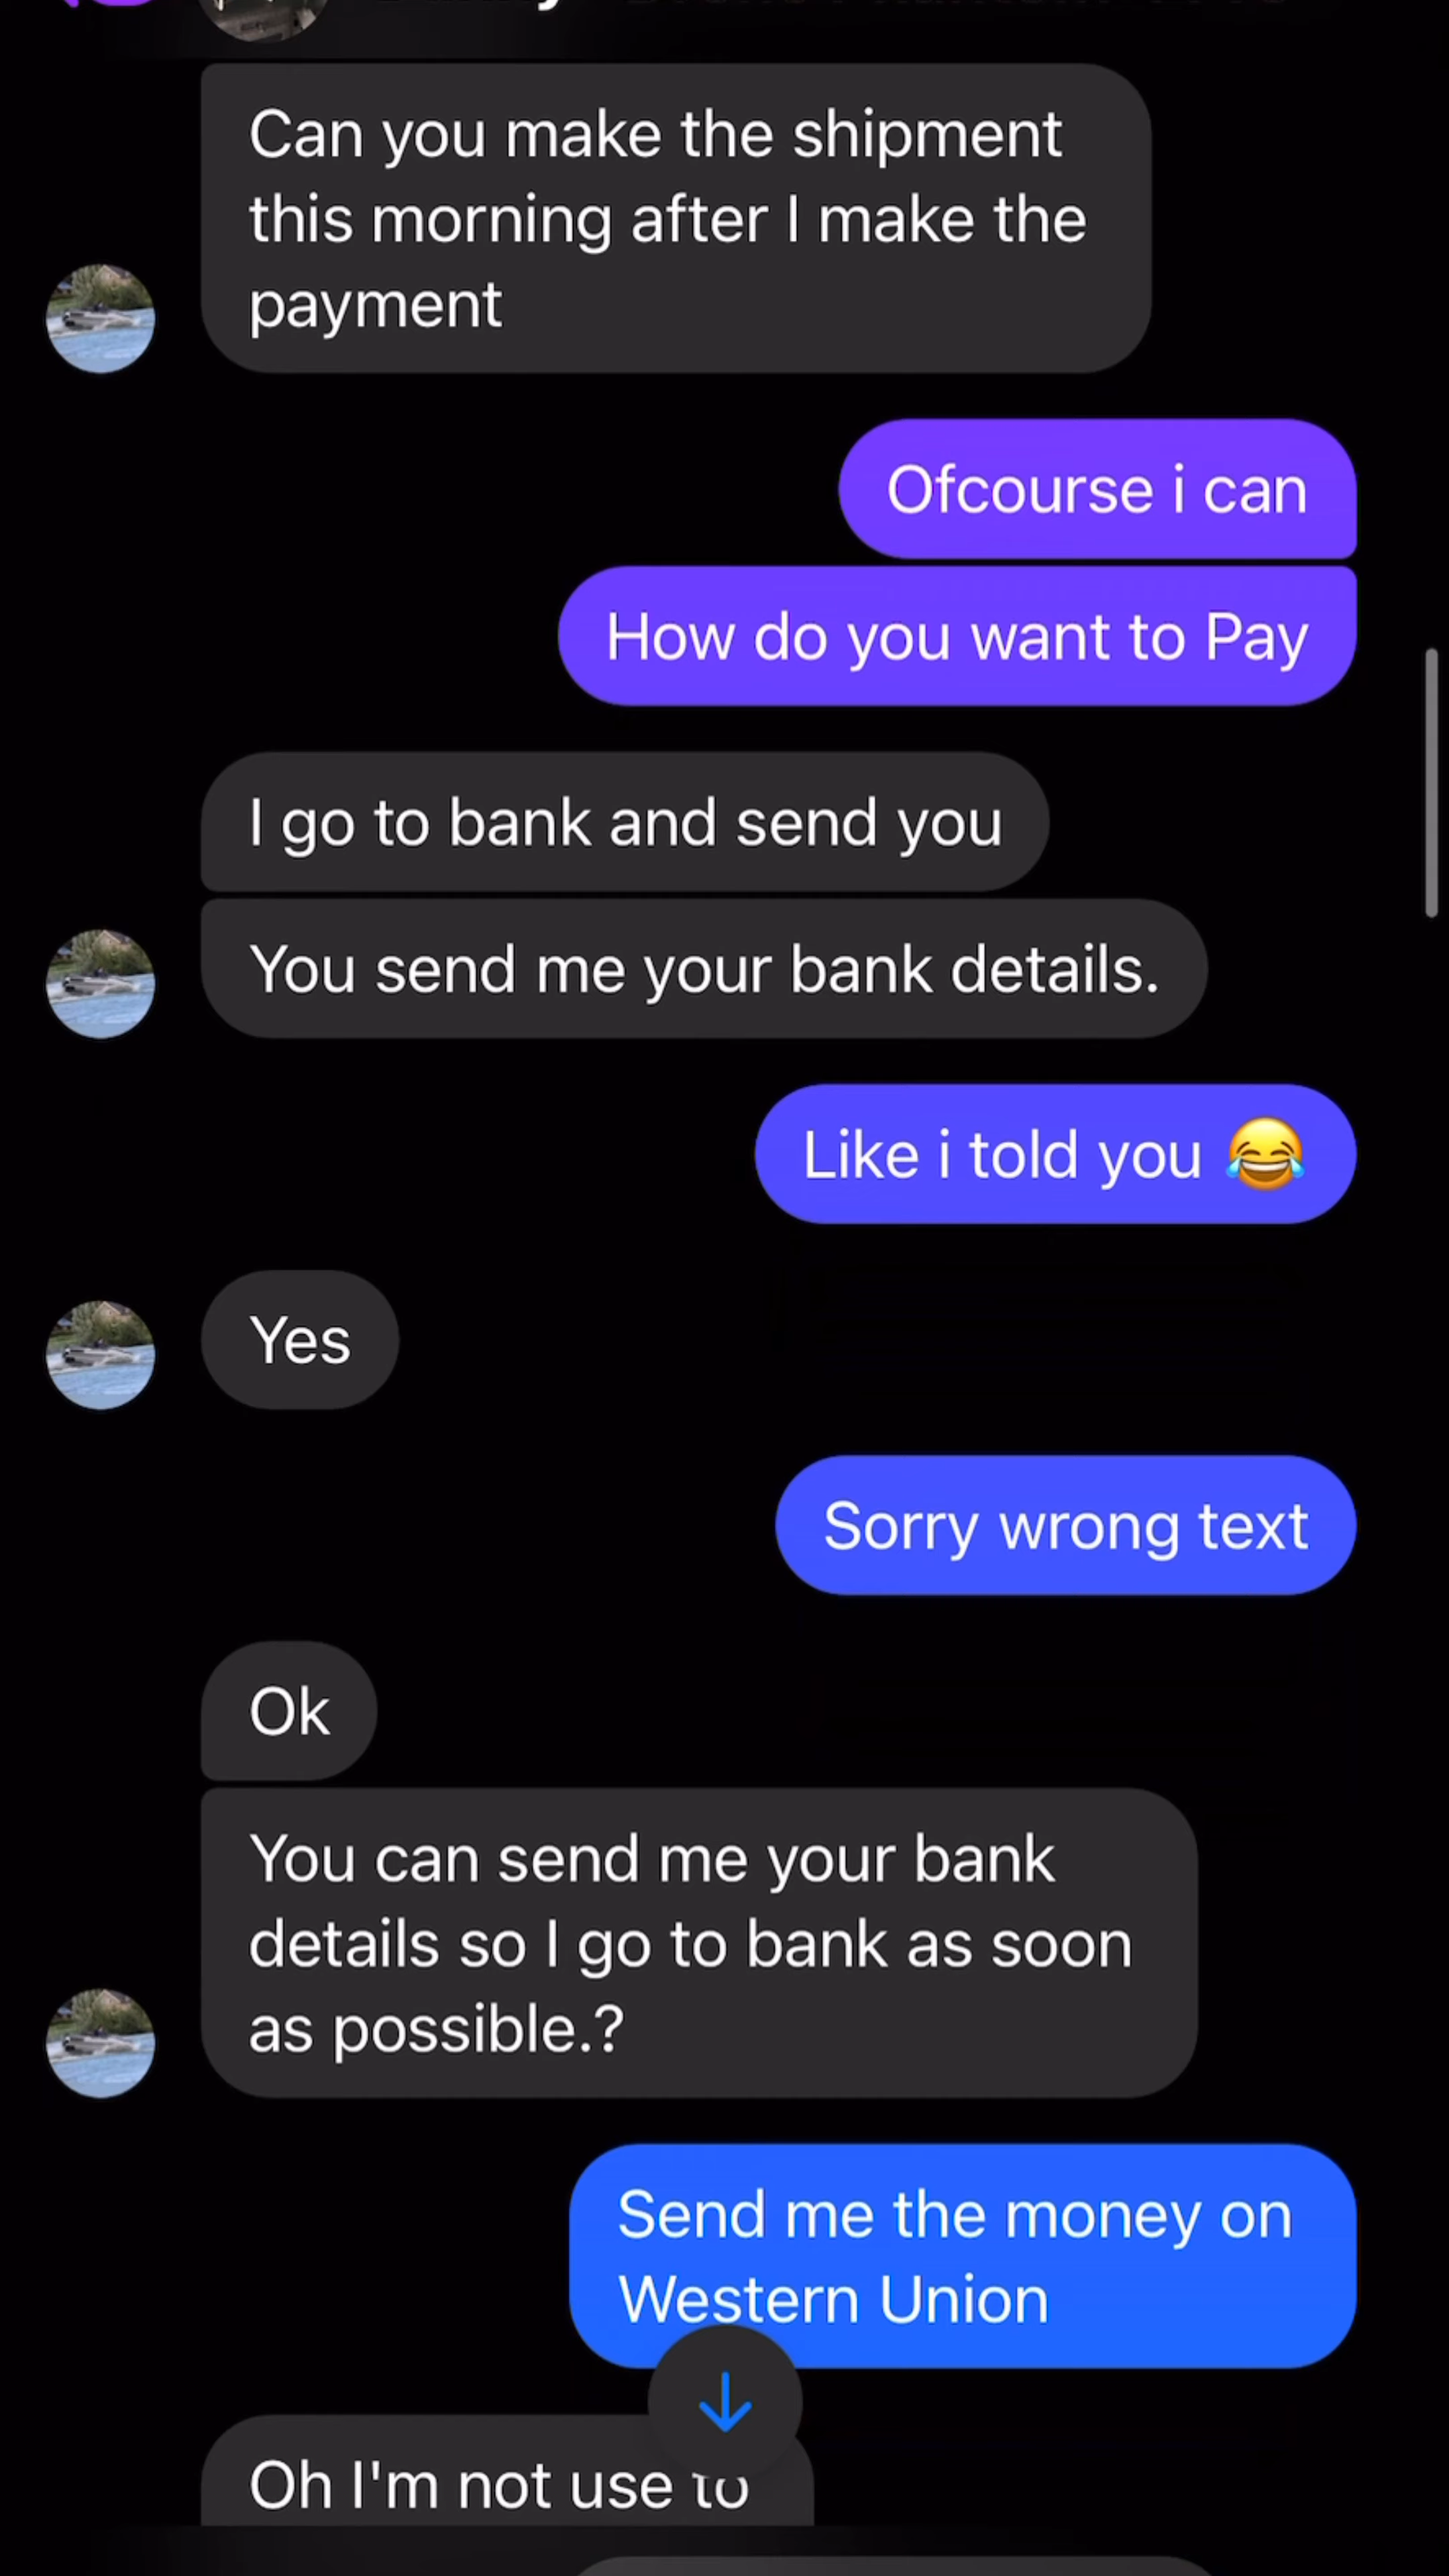 Can you make the shipment
this morning after I make the
payment
Ofcourse i can
How do you want to Pay
I go to bank and send you
You send me your bank details.
Like i told you 😂
Yes
Sorry wrong text
Ok
You can send me your bank
details so I go to bank as soon
as possible.?
Send me the money on
Western Union
Oh I'm not use to